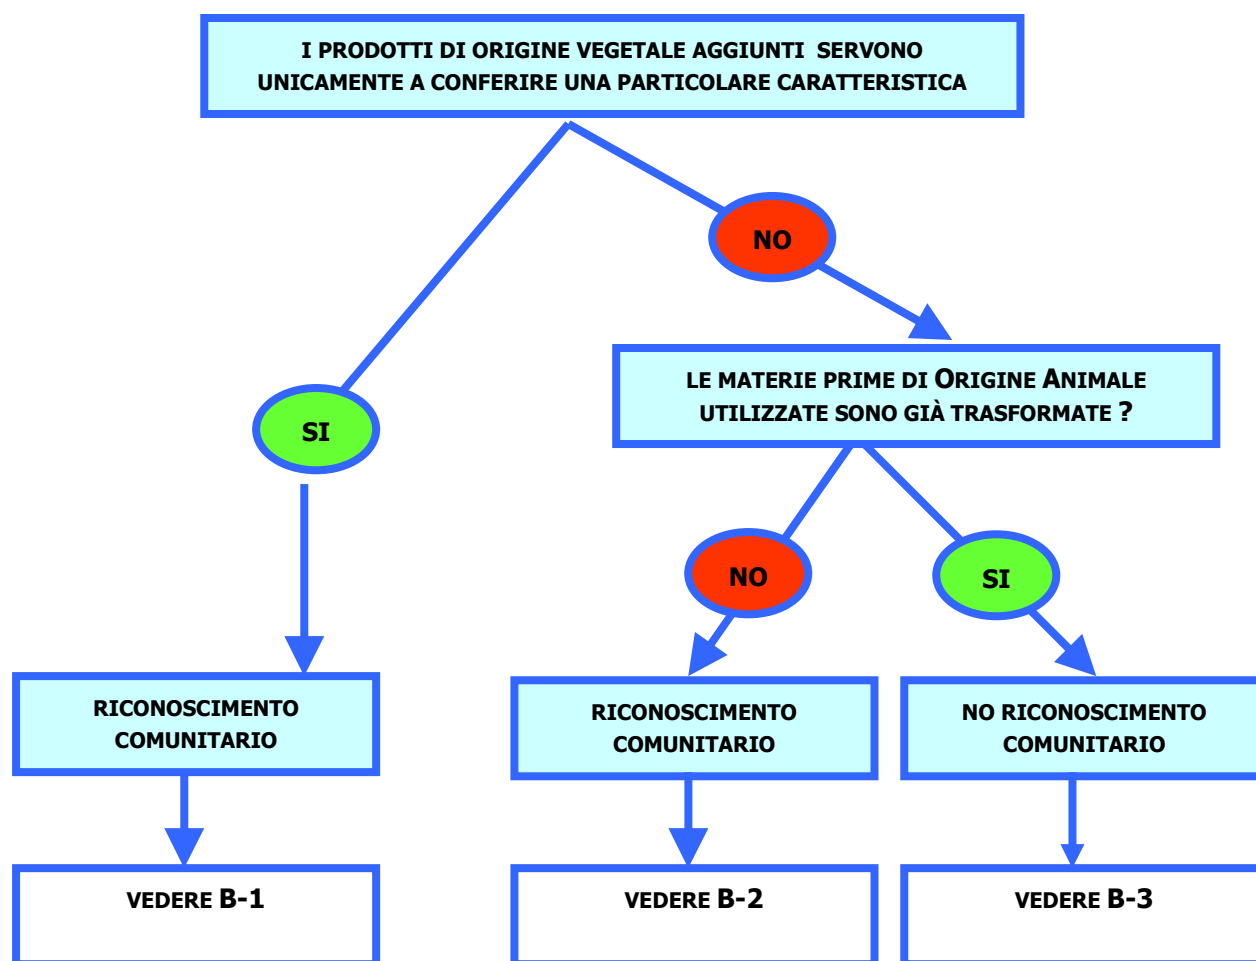 I PRODOTTI DI ORIGINE VEGETALE AGGIUNTI SERVONO
UNICAMENTE A CONFERIRE UNA PARTICOLARE CARATTERISTICA
NO
LE MATERIE PRIME DI ORIGINE ANIMALE
UTILIZZATE SONO GIÀ TRASFORMATE ?
SI
NO
SI
RICONOSCIMENTO
COMUNITARIO
RICONOSCIMENTO
COMUNITARIO
NO RICONOSCIMENTO
COMUNITARIO
VEDERE B-1
VEDERE B-2
VEDERE B-3